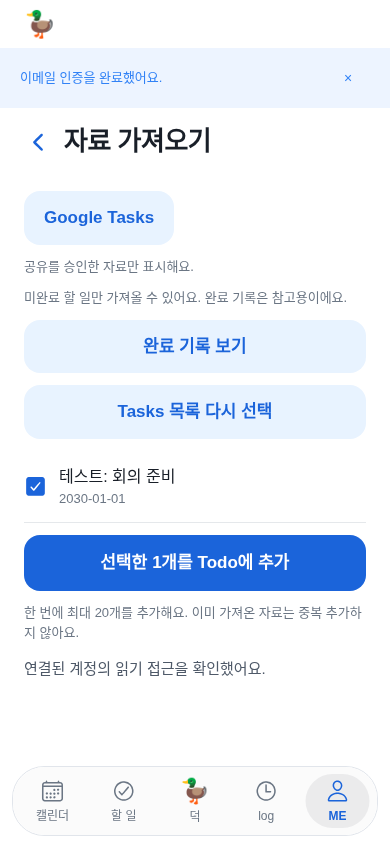 이메일 인증을 완료했어요.
×
자료 가져오기
Google Tasks
공유를 승인한 자료만 표시해요.
미완료 할 일만 가져올 수 있어요. 완료 기록은 참고용이에요.
완료 기록 보기
Tasks 목록 다시 선택
테스트: 회의 준비
2030-01-01
선택한 1개를 Todo에 추가
한 번에 최대 20개를 추가해요. 이미 가져온 자료는 중복 추가하
지 않아요.
연결된 계정의 읽기 접근을 확인했어요.
캘린더
할 일
덕
log
ME